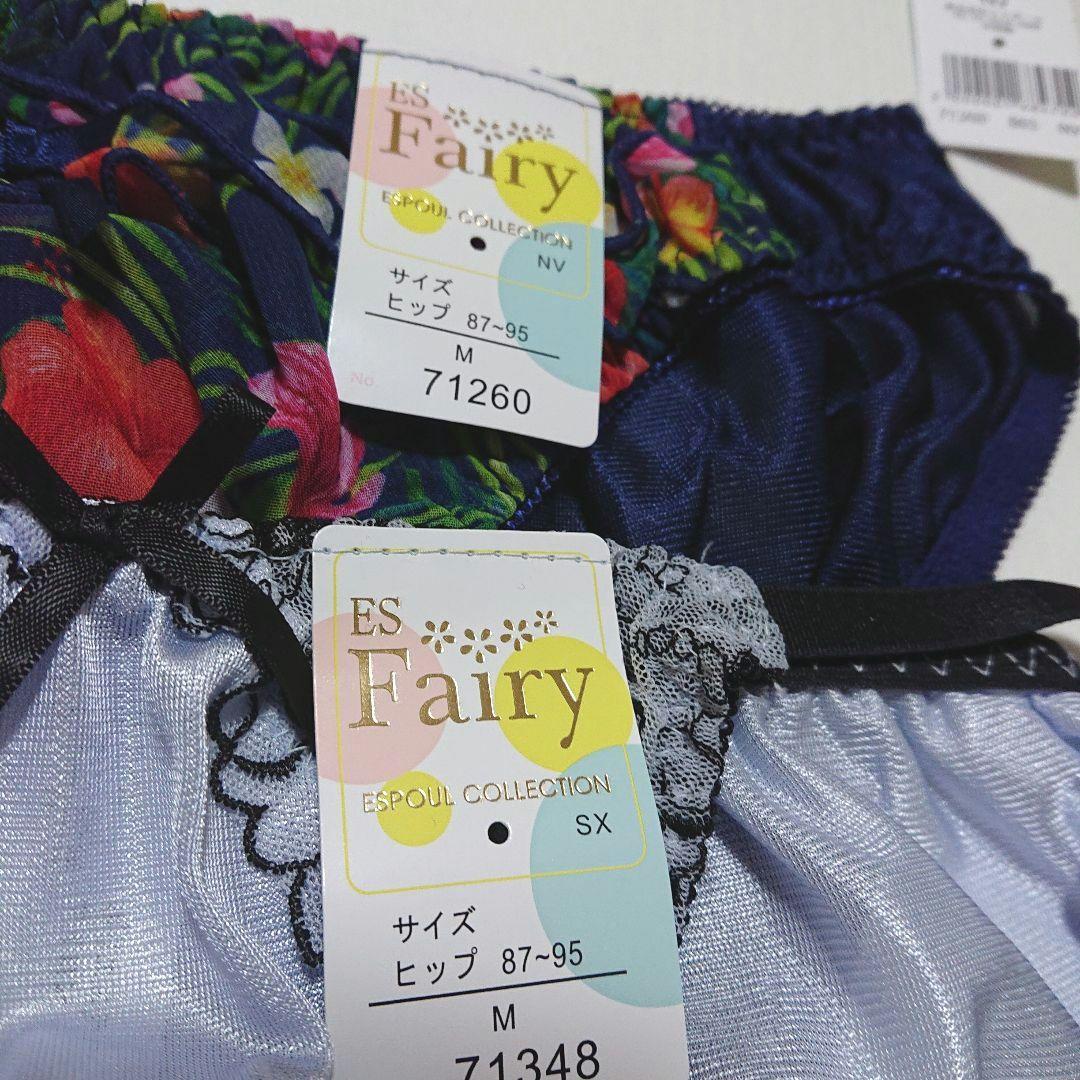 ES
Fairy
ESPOUL COLLECTION
NV
サイズ
ヒップ 87~95
M
No.
71260
ES
Fairy
ESPOUL COLLECTION
SX
サイズ
ヒップ 87~95
M
71348